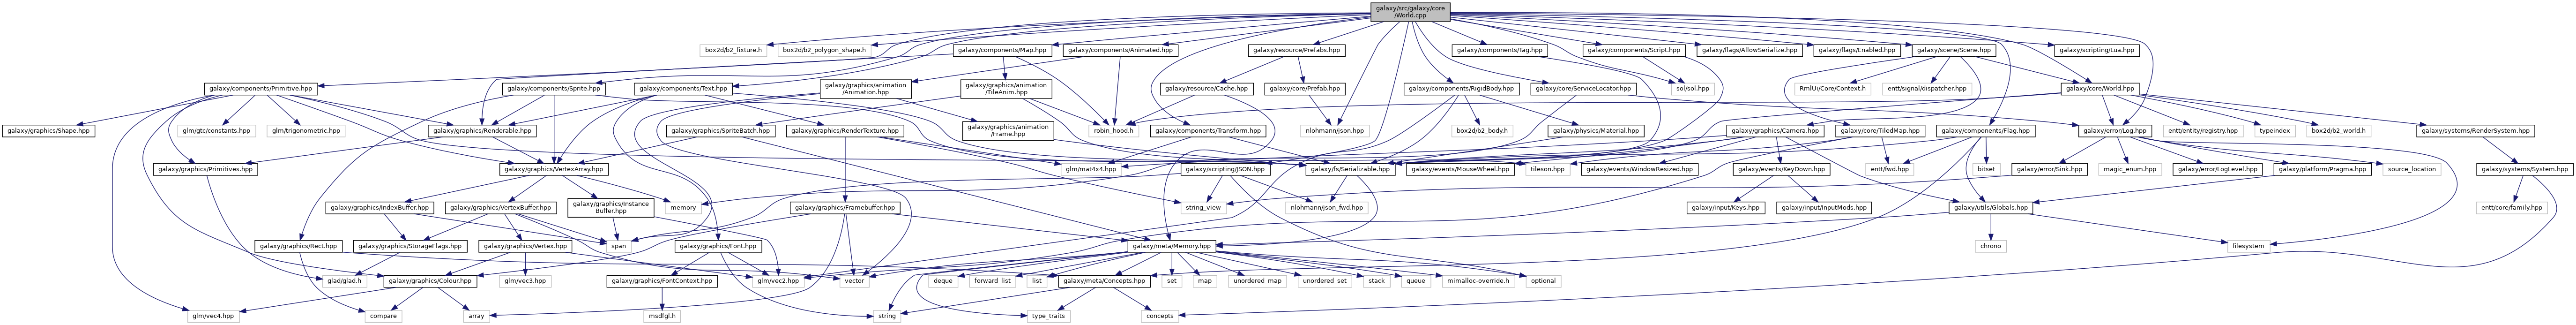 galaxy/src/galaxy/core
/World.cpp
box2d/b2_fixture.h
box2d/b2_polygon_shape.h
galaxy/components/Map.hpp
galaxy/components/Animated.hpp
galaxy/resource/Prefabs.hpp
galaxy/components/Tag.hpp
galaxy/components/Script.hpp
galaxy/flags/AllowSerialize.hpp
galaxy/flags/Enabled.hpp
galaxy/scene/Scene.hpp
galaxy/scripting/Lua.hpp
galaxy/components/Primitive.hpp
galaxy/components/Sprite.hpp
galaxy/components/Text.hpp
galaxy/graphics/animation
/Animation.hpp
galaxy/graphics/animation
/TileAnim.hpp
galaxy/resource/Cache.hpp
galaxy/core/Prefab.hpp
galaxy/components/RigidBody.hpp
galaxy/core/ServiceLocator.hpp
sol/sol.hpp
RmlUi/Core/Context.h
entt/signal/dispatcher.hpp
galaxy/core/World.hpp
galaxy/graphics/Shape.hpp
glm/gtc/constants.hpp
glm/trigonometric.hpp
galaxy/graphics/Renderable.hpp
galaxy/graphics/SpriteBatch.hpp
galaxy/graphics/RenderTexture.hpp
galaxy/graphics/animation
/Frame.hpp
robin_hood.h
galaxy/components/Transform.hpp
nlohmann/json.hpp
box2d/b2_body.h
galaxy/physics/Material.hpp
galaxy/graphics/Camera.hpp
galaxy/core/TiledMap.hpp
galaxy/components/Flag.hpp
galaxy/error/Log.hpp
entt/entity/registry.hpp
typeindex
box2d/b2_world.h
galaxy/systems/RenderSystem.hpp
galaxy/graphics/Primitives.hpp
galaxy/graphics/VertexArray.hpp
glm/mat4x4.hpp
galaxy/scripting/JSON.hpp
galaxy/fs/Serializable.hpp
galaxy/events/MouseWheel.hpp
tileson.hpp
galaxy/events/WindowResized.hpp
galaxy/events/KeyDown.hpp
entt/fwd.hpp
bitset
galaxy/error/Sink.hpp
magic_enum.hpp
galaxy/error/LogLevel.hpp
galaxy/platform/Pragma.hpp
source_location
galaxy/systems/System.hpp
galaxy/graphics/IndexBuffer.hpp
galaxy/graphics/VertexBuffer.hpp
galaxy/graphics/Instance
Buffer.hpp
memory
galaxy/graphics/Framebuffer.hpp
string_view
nlohmann/json_fwd.hpp
galaxy/input/Keys.hpp
galaxy/input/InputMods.hpp
galaxy/utils/Globals.hpp
entt/core/family.hpp
galaxy/graphics/Rect.hpp
galaxy/graphics/StorageFlags.hpp
galaxy/graphics/Vertex.hpp
span
galaxy/graphics/Font.hpp
galaxy/meta/Memory.hpp
chrono
filesystem
glad/glad.h
galaxy/graphics/Colour.hpp
glm/vec3.hpp
galaxy/graphics/FontContext.hpp
glm/vec2.hpp
vector
deque
forward_list
list
galaxy/meta/Concepts.hpp
set
map
unordered_map
unordered_set
stack
queue
mimalloc-override.h
optional
glm/vec4.hpp
compare
array
msdfgl.h
string
type_traits
concepts